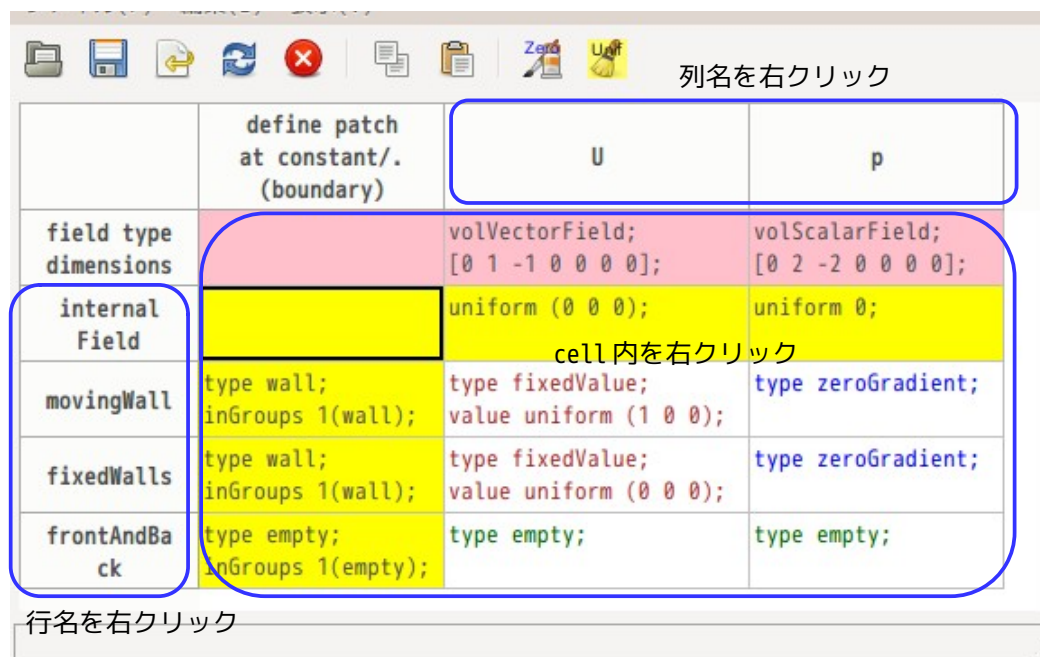 Zero
Unif
列名を右クリック
define patch
at constant/.
(boundary)
U
p
field type
dimensions
volVectorField;
[0 1 -1 0 0 0 0];
volScalarField;
[0 2 -2 0 0 0 0];
internal
Field
uniform (0 0 0);
uniform 0;
cell内を右クリック
movingWall
type wall;
inGroups 1(wall);
type fixedValue;
value uniform (1 0 0);
type zeroGradient;
fixedWalls
type wall;
inGroups 1(wall);
type fixedValue;
value uniform (0 0 0);
type zeroGradient;
frontAndBa
ck
type empty;
inGroups 1(empty);
type empty;
type empty;
行名を右クリック